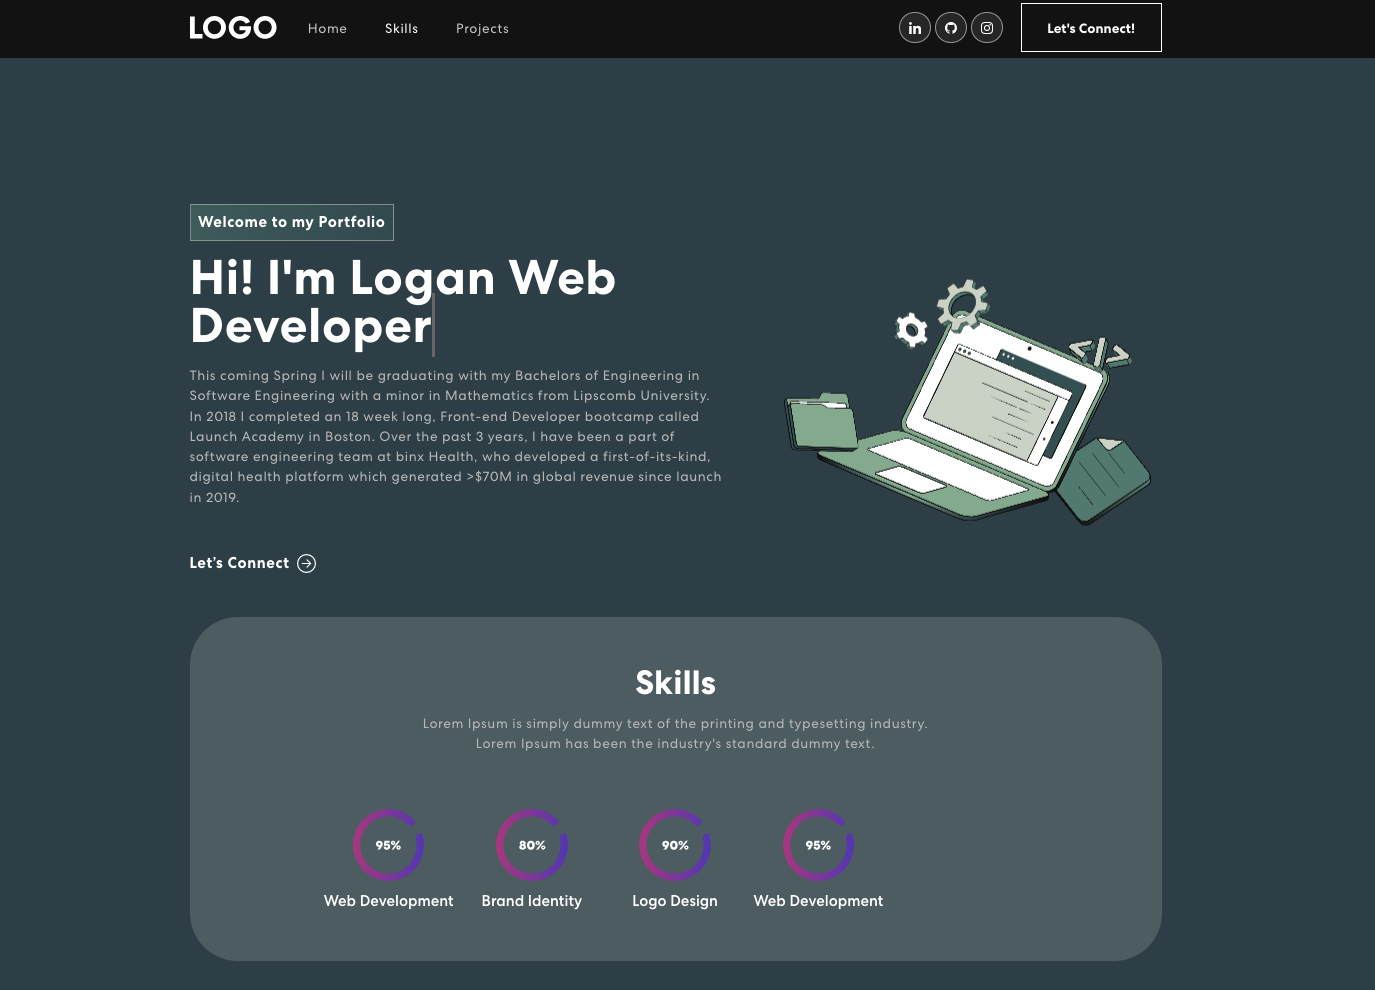 LOGO
Home
Skills
Projects
in
Let's Connect!
Welcome to my Portfolio
Hi! I'm Logan Web
Developer
This coming Spring I will be graduating with my Bachelors of Engineering in
Software Engineering with a minor in Mathematics from Lipscomb University.
In 2018 I completed an 18 week long, Front-end Developer bootcamp called
Launch Academy in Boston. Over the past 3 years, I have been a part of
software engineering team at binx Health, who developed a first-of-its-kind,
digital health platform which generated >$70M in global revenue since launch
in 2019.
</>
Let's Connect
Skills
Lorem Ipsum is simply dummy text of the printing and typesetting industry.
Lorem Ipsum has been the industry's standard dummy text.
95%
80%
90%
95%
Web Development
Brand Identity
Logo Design
Web Development